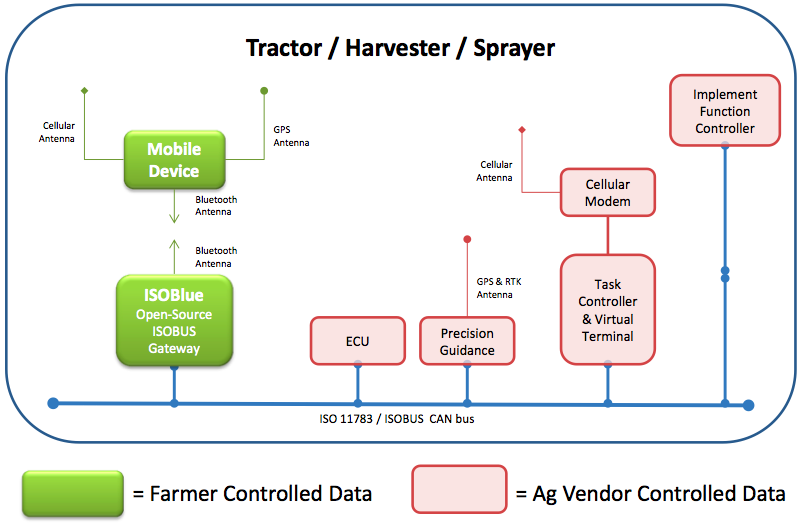 Tractor / Harvester / Sprayer
Implement
Function
Controller
Cellular
Antenna
GPS
Antenna
Mobile
Device
Cellular
Antenna
Cellular
Modem
Bluetooth
Antenna
Bluetooth
Antenna
GPS & RTK
Antenna
Task
Controller
& Virtual
Terminal
ISOBlue
Open-Source
ISOBUS
Gateway
ECU
Precision
Guidance
ISO 11783 / ISOBUS CAN bus
= Farmer Controlled Data
= Ag Vendor Controlled Data